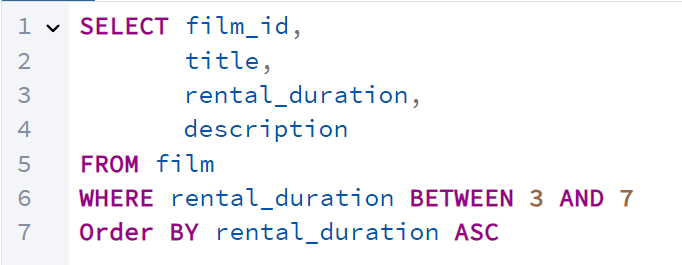 1 SELECT film_id,
2 title,
3 rental_duration,
4 description
5 FROM film
6 WHERE rental_duration BETWEEN 3 AND 7
7 Order BY rental_duration ASC